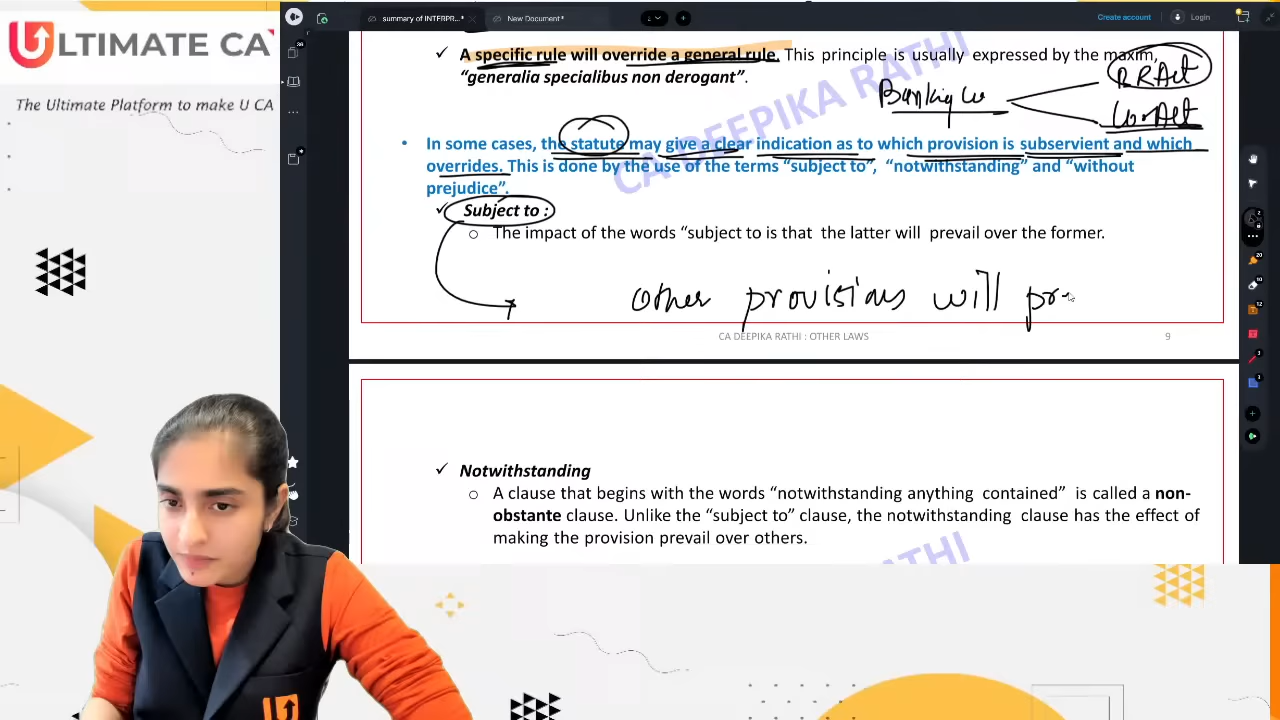 summary of INTERPR...*
New Document*
Create account
Login
ULTIMATE CA
The Ultimate Platform to make U CA
✓ A specific rule will override a general rule. This principle is usually expressed by the maxim,
“generalia specialibus non derogant”.
Banking Co
B.R.Act
Co. Act
CA DEEPIKA RATHI
• In some cases, the statute may give a clear indication as to which provision is subservient and which
overrides. This is done by the use of the terms “subject to”, “notwithstanding” and “without
prejudice”.
✓ Subject to :
o The impact of the words “subject to is that the latter will prevail over the former.
other provisions will pr
CA DEEPIKA RATHI : OTHER LAWS
9
✓ Notwithstanding
o A clause that begins with the words “notwithstanding anything contained” is called a non-
obstante clause. Unlike the “subject to” clause, the notwithstanding clause has the effect of
making the provision prevail over others.
RATHI